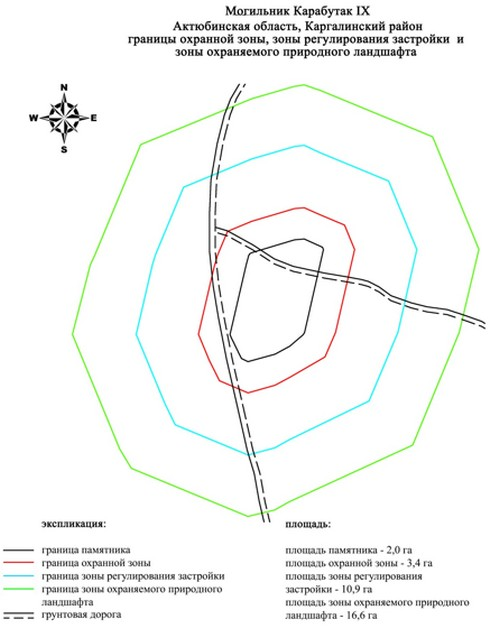 Могильник Карабутак IX
Актюбинская область, Каргалинский район
границы охранной зоны, зоны регулирования застройки и
зоны охраняемого природного ландшафта
N
W E
S
экспликация:
граница памятника
граница охранной зоны
граница зоны регулирования застройки
граница зоны охраняемого природного
ландшафта
грунтовая дорога
площадь:
площадь памятника - 2,0 га
площадь охранной зоны - 3,4 га
площадь зоны регулирования
застройки - 10,9 га
площадь зоны охраняемого природного
ландшафта - 16,6 га